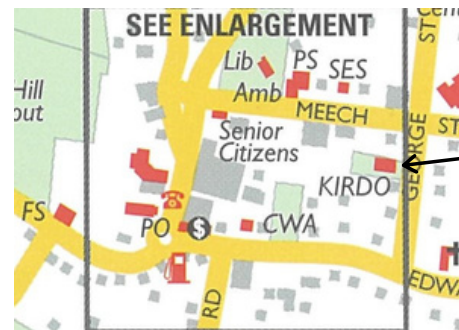 SEE ENLARGEMENT
Lib
PS
SES
Hill
out
Amb
MEECH
ST
ST
Senior
Citizens
KIRDO
GEORGE
FS
PO
$
CWA
RD
EDWA